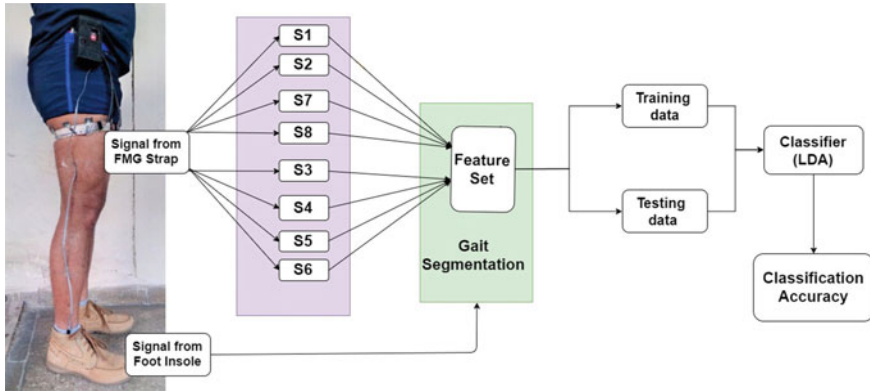 Signal from
FMG Strap
S1
S2
S7
S8
S3
S4
S5
S6
Feature
Set
Gait
Segmentation
Training
data
Testing
data
Classifier
(LDA)
Classification
Accuracy
Signal from
Foot Insole